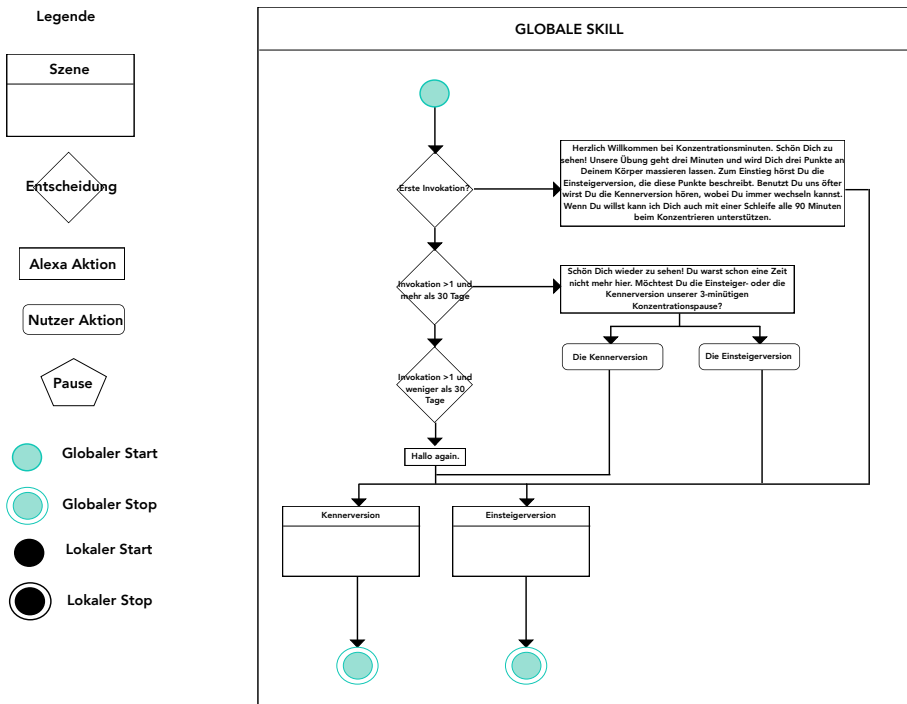 Legende
Szene
Entscheidung
Alexa Aktion
Nutzer Aktion
Pause
Globaler Start
Globaler Stop
Lokaler Start
Lokaler Stop
GLOBALE SKILL
Erste Invokation?
Herzlich Willkommen bei Konzentrationsminuten. Schön Dich zu
sehen! Unsere Übung geht drei Minuten und wird Dich drei Punkte an
Deinem Körper massieren lassen. Zum Einstieg hörst Du die
Einsteigerversion, die diese Punkte beschreibt. Benutzt Du uns öfter
wirst Du die Kennerversion hören, wobei Du immer wechseln kannst.
Wenn Du willst kann ich Dich auch mit einer Schleife alle 90 Minuten
beim Konzentrieren unterstützen.
Invokation >1 und
mehr als 30 Tage
Schön Dich wieder zu sehen! Du warst schon eine Zeit
nicht mehr hier. Möchtest Du die Einsteiger- oder die
Kennerversion unserer 3-minütigen
Konzentrationspause?
Die Kennerversion
Die Einsteigerversion
Invokation >1 und
weniger als 30
Tage
Hallo again.
Kennerversion
Einsteigerversion